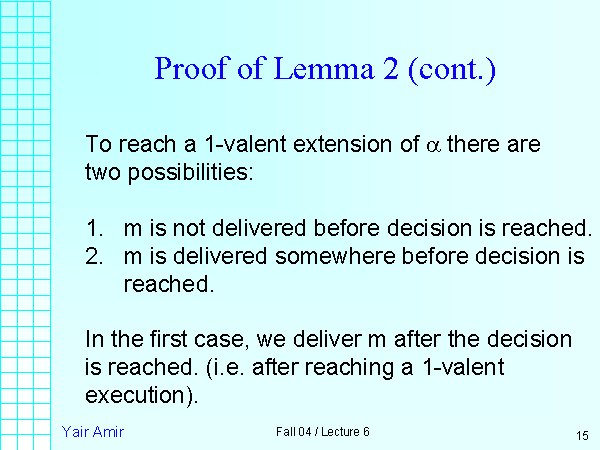 Proof of Lemma 2 (cont.)
To reach a 1-valent extension of α there are
two possibilities:
1. m is not delivered before decision is reached.
2. m is delivered somewhere before decision is
reached.
In the first case, we deliver m after the decision
is reached. (i.e. after reaching a 1-valent
execution).
Yair Amir
Fall 04 / Lecture 6
15